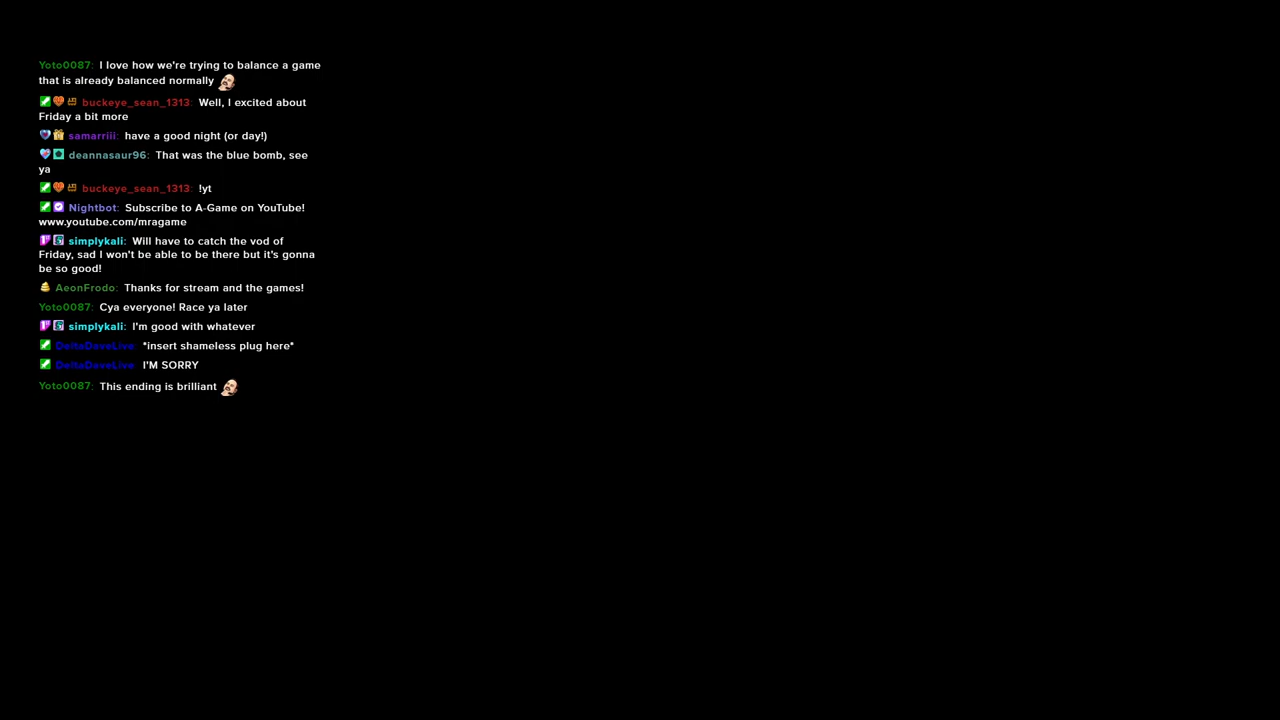 Yoto0087: I love how we're trying to balance a game
that is already balanced normally
buckeye_sean_1313: Well, I excited about
Friday a bit more
samarriii: have a good night (or day!)
deannasaur96: That was the blue bomb, see
ya
buckeye_sean_1313: !yt
Nightbot: Subscribe to A-Game on YouTube!
www.youtube.com/mragame
simplykali: Will have to catch the vod of
Friday, sad I won't be able to be there but it's gonna
be so good!
AeonFrodo: Thanks for stream and the games!
Yoto0087: Cya everyone! Race ya later
simplykali: I'm good with whatever
DeltaDaveLive: *insert shameless plug here*
DeltaDaveLive: I'M SORRY
Yoto0087: This ending is brilliant